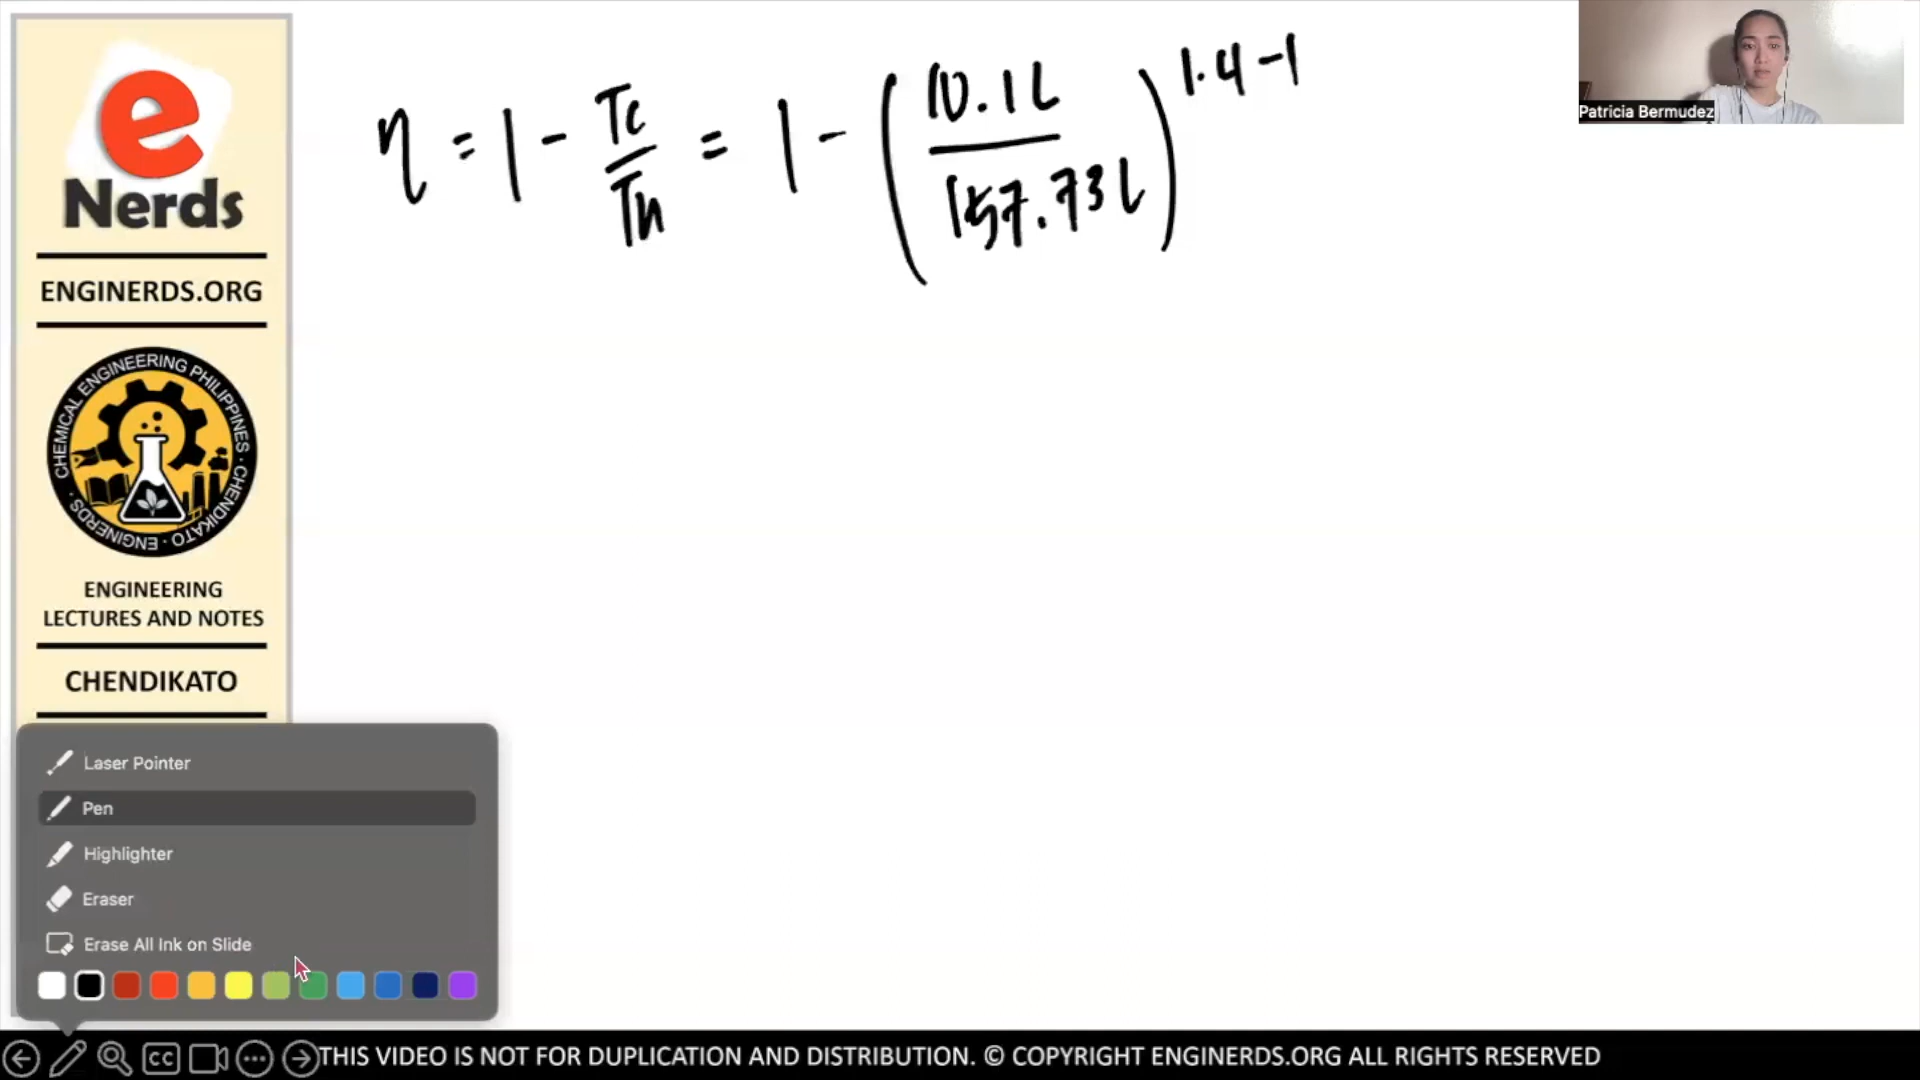 e
Nerds
ENGINERDS.ORG
CHEMICAL ENGINEERING PHILIPPINES · CHENDIKATO · ENGINERDS ·
ENGINEERING
LECTURES AND NOTES
CHENDIKATO
η = 1 - Tc/TH = 1 - (10.1L/157.73L)^1.4-1
Patricia Bermudez
Laser Pointer
Pen
Highlighter
Eraser
Erase All Ink on Slide
CC
THIS VIDEO IS NOT FOR DUPLICATION AND DISTRIBUTION. © COPYRIGHT ENGINERDS.ORG ALL RIGHTS RESERVED